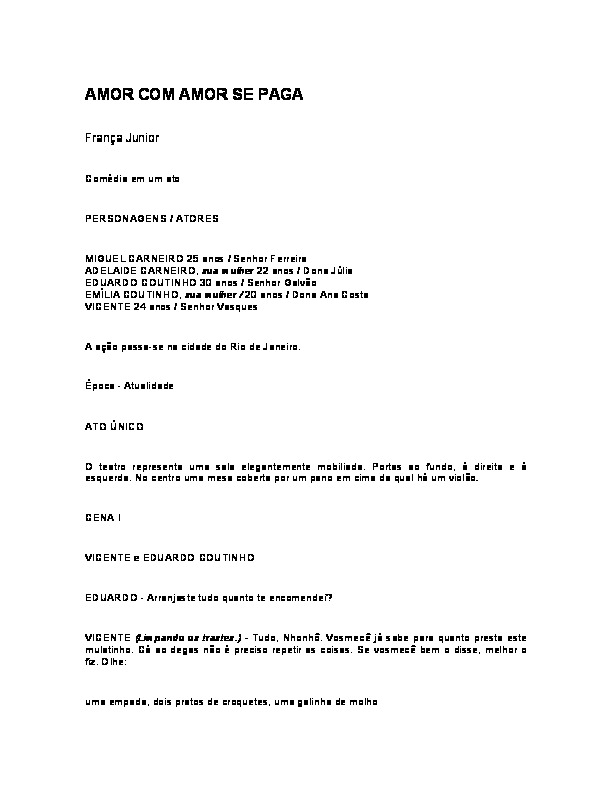 AMOR COM AMOR SE PAGA
França Junior
Comédia em um ato
PERSONAGENS / ATORES
MIGUEL CARNEIRO 25 anos / Senhor Ferreira
ADELAIDE CARNEIRO, sua mulher 22 anos / Dona Júlia
EDUARDO COUTINHO 30 anos / Senhor Galvão
EMÍLIA COUTINHO, sua mulher / 20 anos / Dona Ana Costa
VICENTE 24 anos / Senhor Vasques
A ação passa-se na cidade do Rio de Janeiro.
Época - Atualidade
ATO ÚNICO
O teatro representa uma sala elegantemente mobiliada. Portas ao fundo, à direita e à
esquerda. No centro uma mesa coberta por um pano em cima da qual há um violão.
CENA I
VICENTE e EDUARDO COUTINHO
EDUARDO - Arranjaste tudo quanto te encomendei?
VICENTE (Limpando os trastes.) - Tudo, Nhonhô. Vosmecê já sabe para quanto presta este
mulatinho. Cá ao degas não é preciso repetir as coisas. Se vosmecê bem o disse, melhor o
fiz. Olhe:
uma empada, dois pratos de croquetes, uma galinha de molho